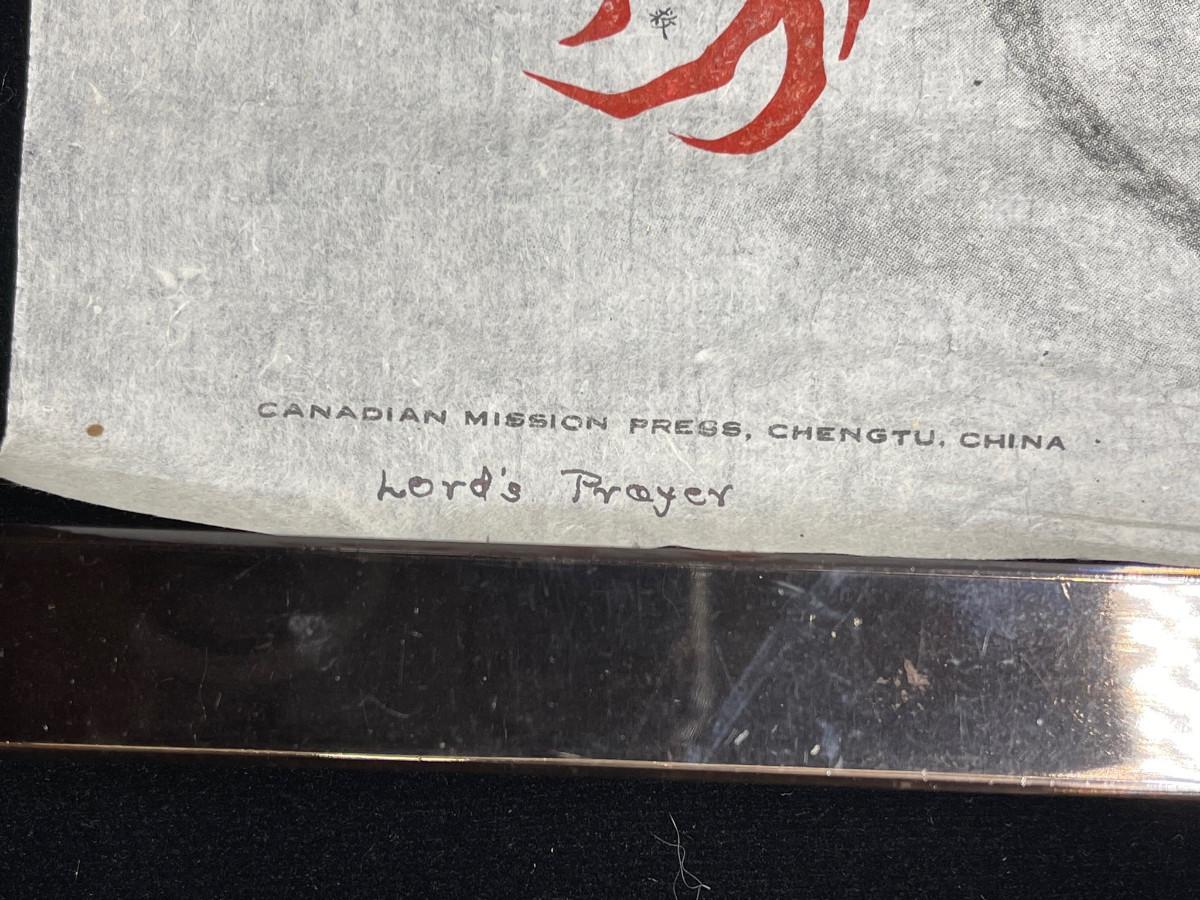 CANADIAN MISSION PRESS, CHENGTU, CHINA
Lord's Prayer